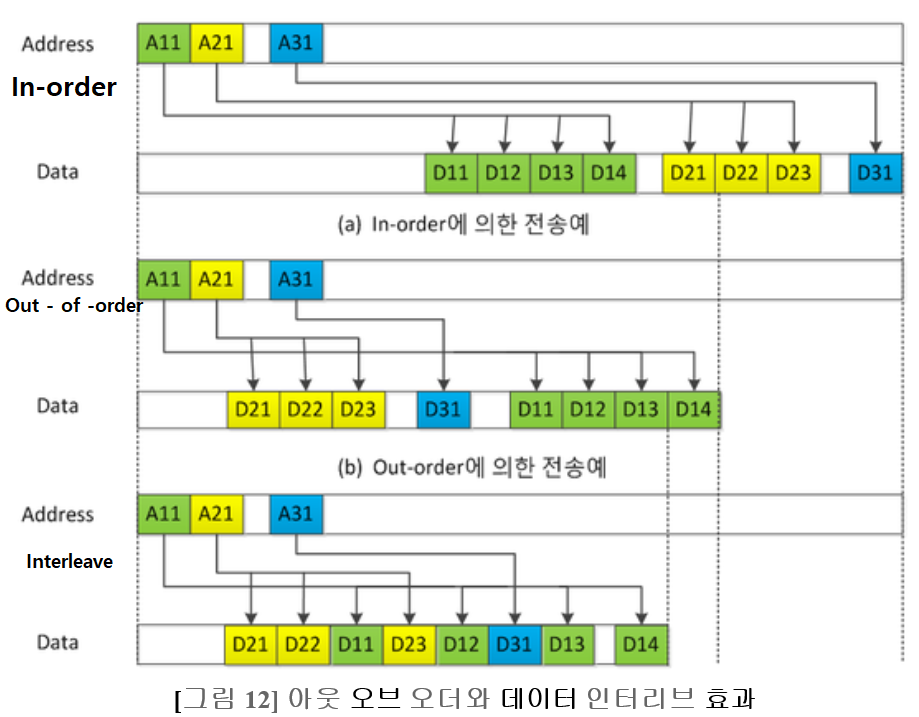 Address A11 A21 A31
In-order
Data D11 D12 D13 D14 D21 D22 D23 D31
(a) In-order에 의한 전송예
Address A11 A21 A31
Out - of -order
Data D21 D22 D23 D31 D11 D12 D13 D14
(b) Out-order에 의한 전송예
Address A11 A21 A31
Interleave
Data D21 D22 D11 D23 D12 D31 D13 D14
[그림 12] 아웃 오브 오더와 데이터 인터리브 효과